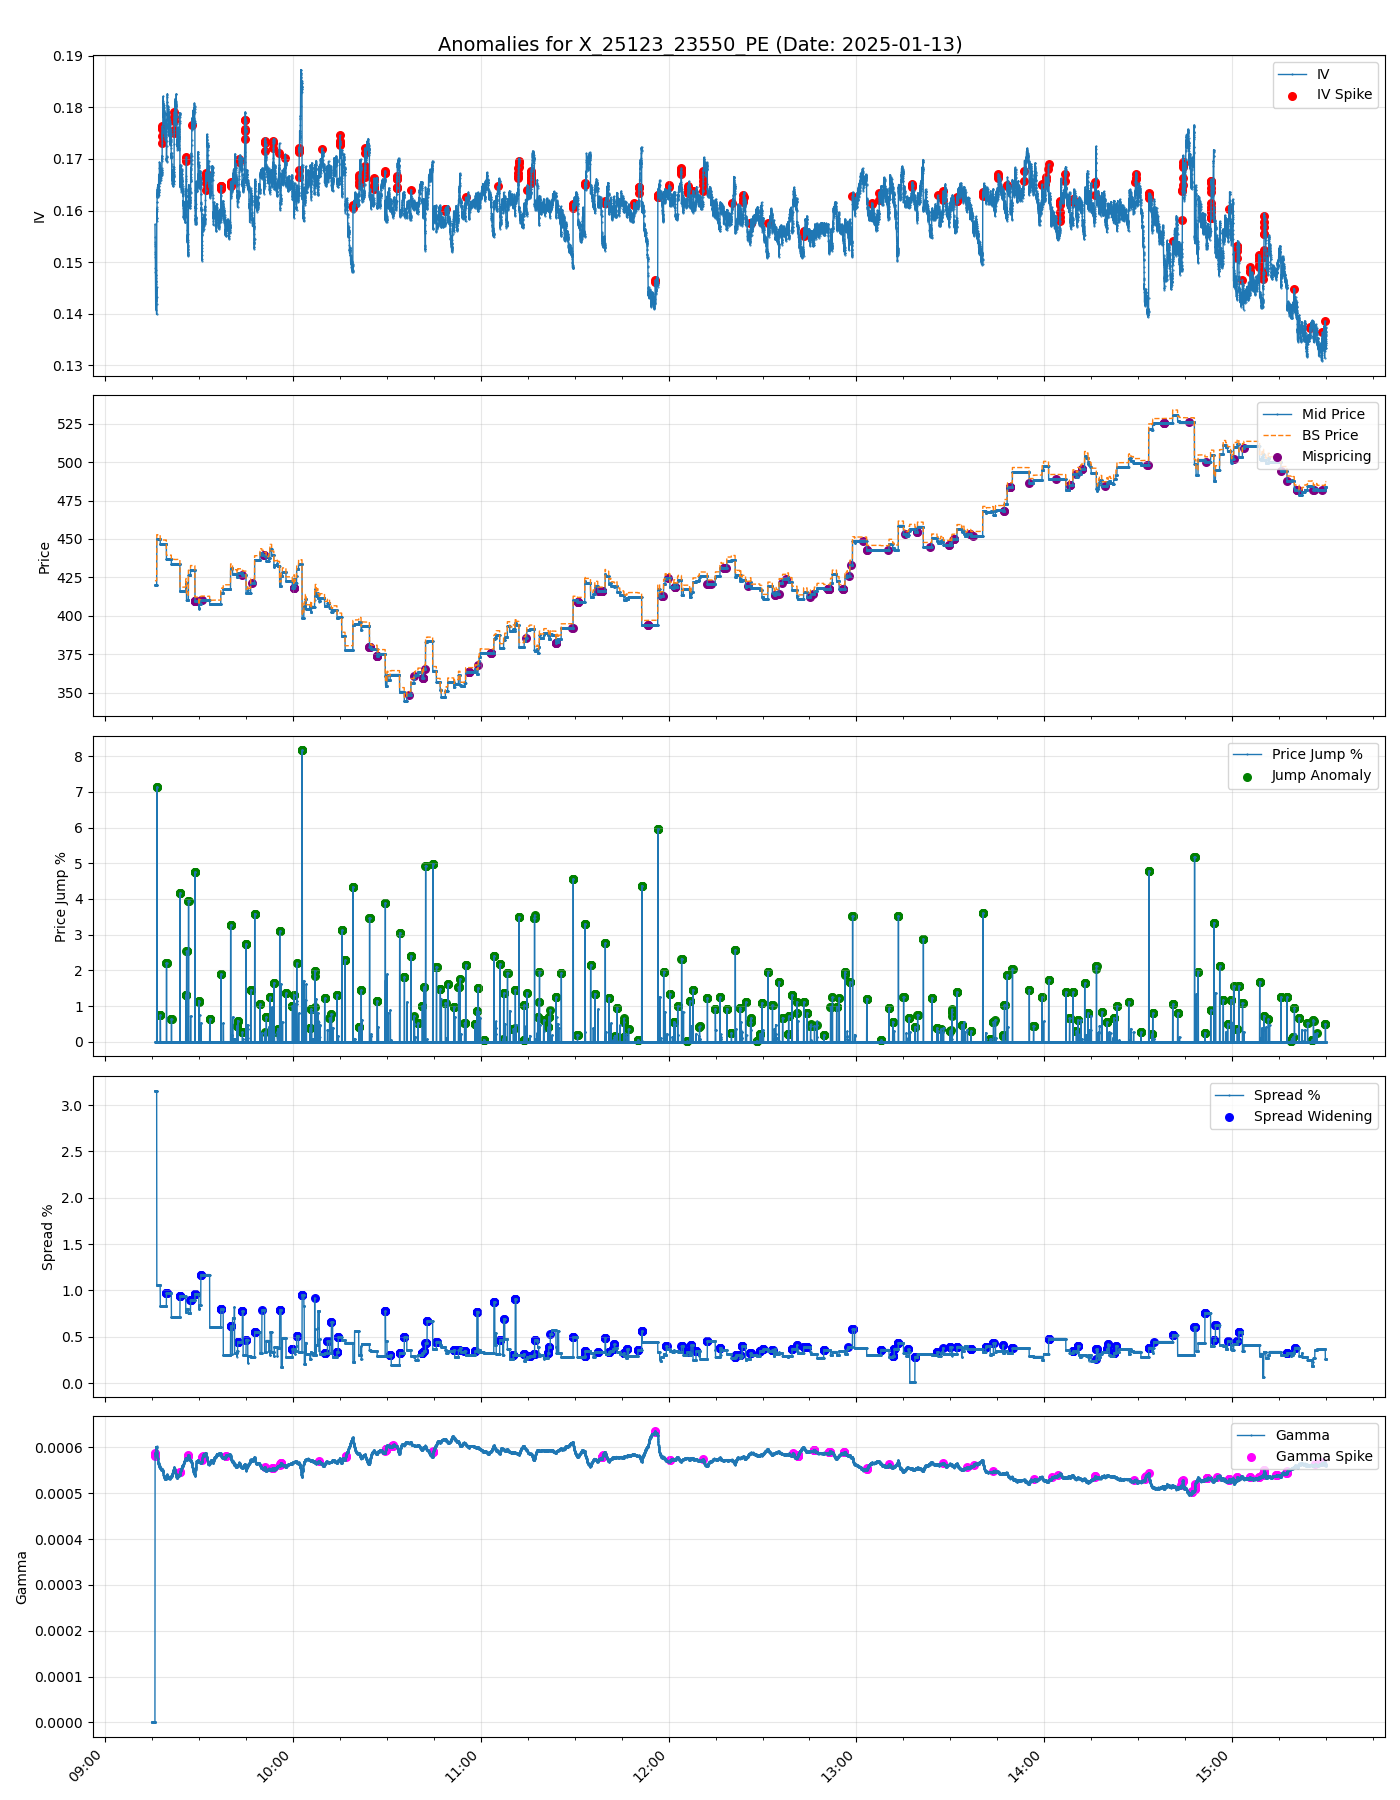 Anomalies for X_25123_23550_PE (Date: 2025-01-13)
0.19
0.18
0.17
0.16
0.15
0.14
0.13
IV
IV
IV Spike
525
500
475
450
425
400
375
350
Price
Mid Price
BS Price
Mispricing
8
7
6
5
4
3
2
1
0
Price Jump %
Price Jump %
Jump Anomaly
3.0
2.5
2.0
1.5
1.0
0.5
0.0
Spread %
Spread %
Spread Widening
0.0006
0.0005
0.0004
0.0003
0.0002
0.0001
0.0000
Gamma
Gamma
Gamma Spike
09:00
10:00
11:00
12:00
13:00
14:00
15:00